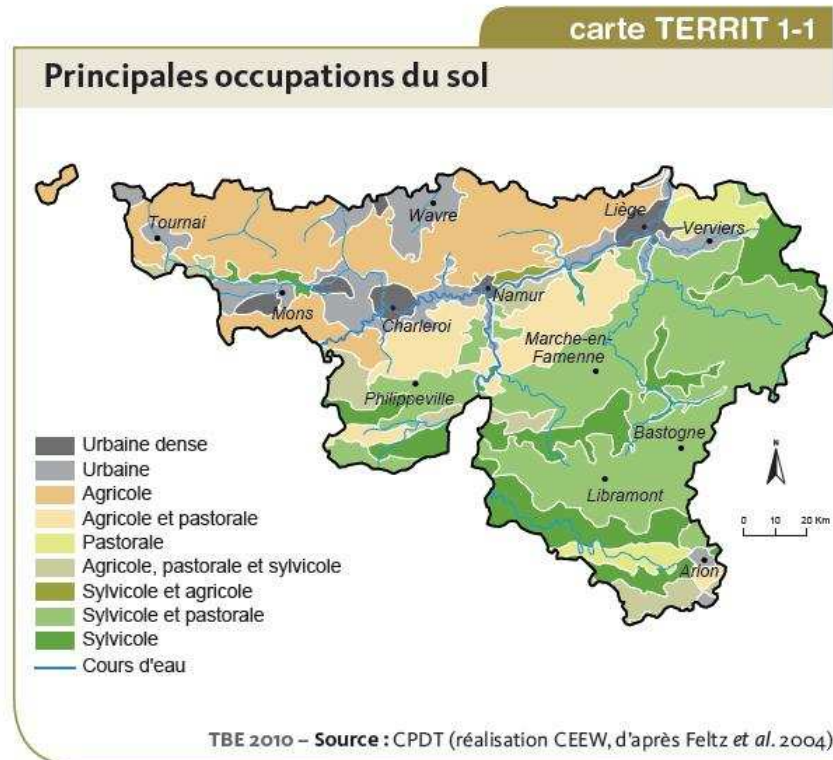 carte TERRIT 1-1
Principales occupations du sol
Tournai
Wavre
Liège
Verviers
Mons
Charleroi
Namur
Marche-en-
Famenne
Philippeville
Bastogne
Libramont
Arlon
Urbaine dense
Urbaine
Agricole
Agricole et pastorale
Pastorale
Agricole, pastorale et sylvicole
Sylvicole et agricole
Sylvicole et pastorale
Sylvicole
Cours d'eau
N
0 10 20 Km
TBE 2010 – Source : CPDT (réalisation CEEW, d'après Feltz et al. 2004)